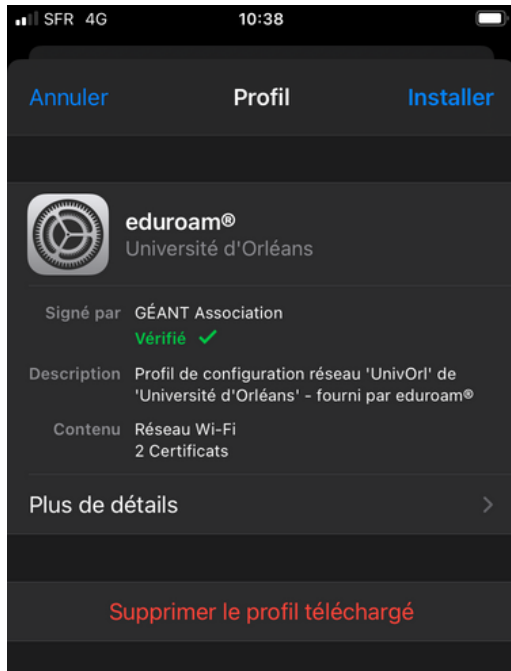 SFR 4G 10:38
Annuler Profil Installer
eduroam®
Université d'Orléans
Signé par GÉANT Association
Vérifié ✓
Description Profil de configuration réseau 'UnivOrl' de
'Université d'Orléans' - fourni par eduroam®
Contenu Réseau Wi-Fi
2 Certificats
Plus de détails
Supprimer le profil téléchargé